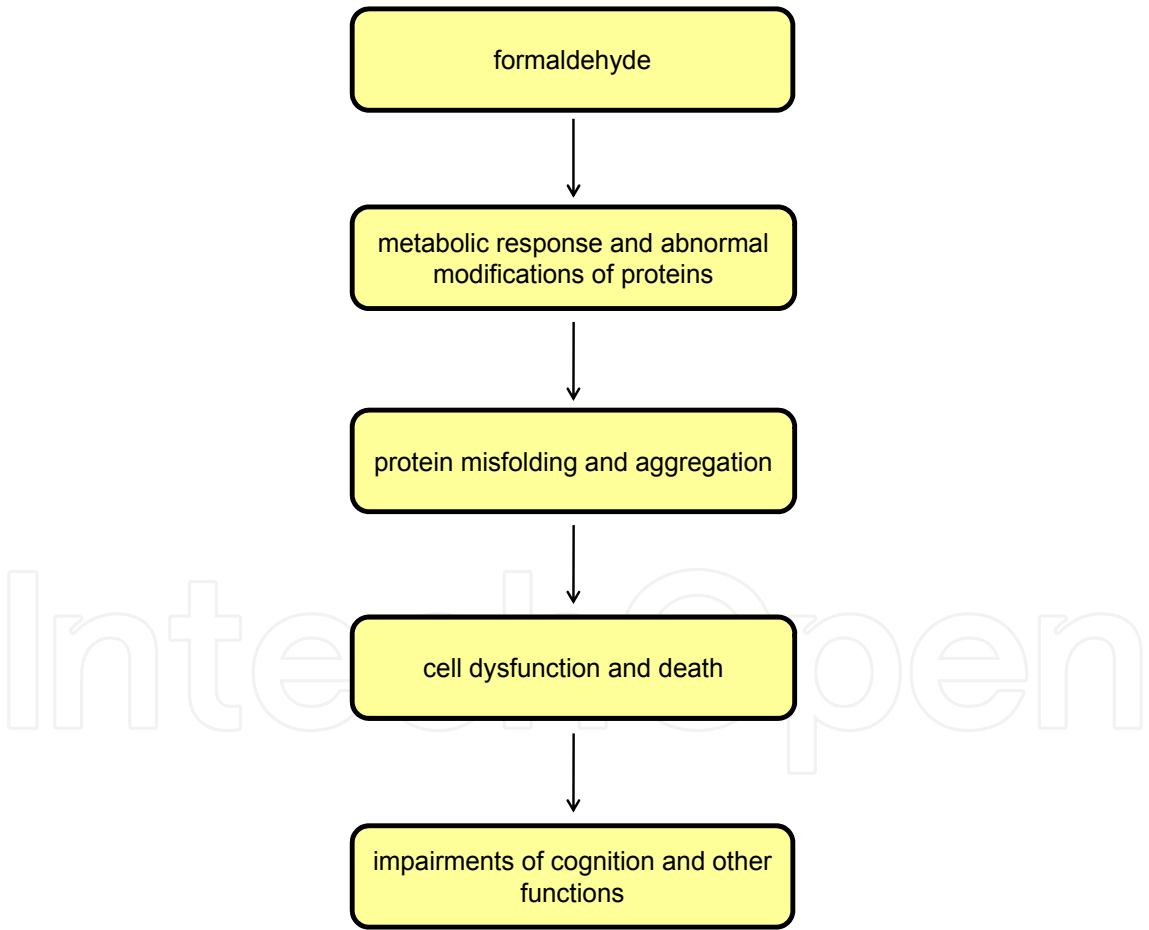 formaldehyde
metabolic response and abnormal
modifications of proteins
protein misfolding and aggregation
IntechOpen
cell dysfunction and death
impairments of cognition and other
functions